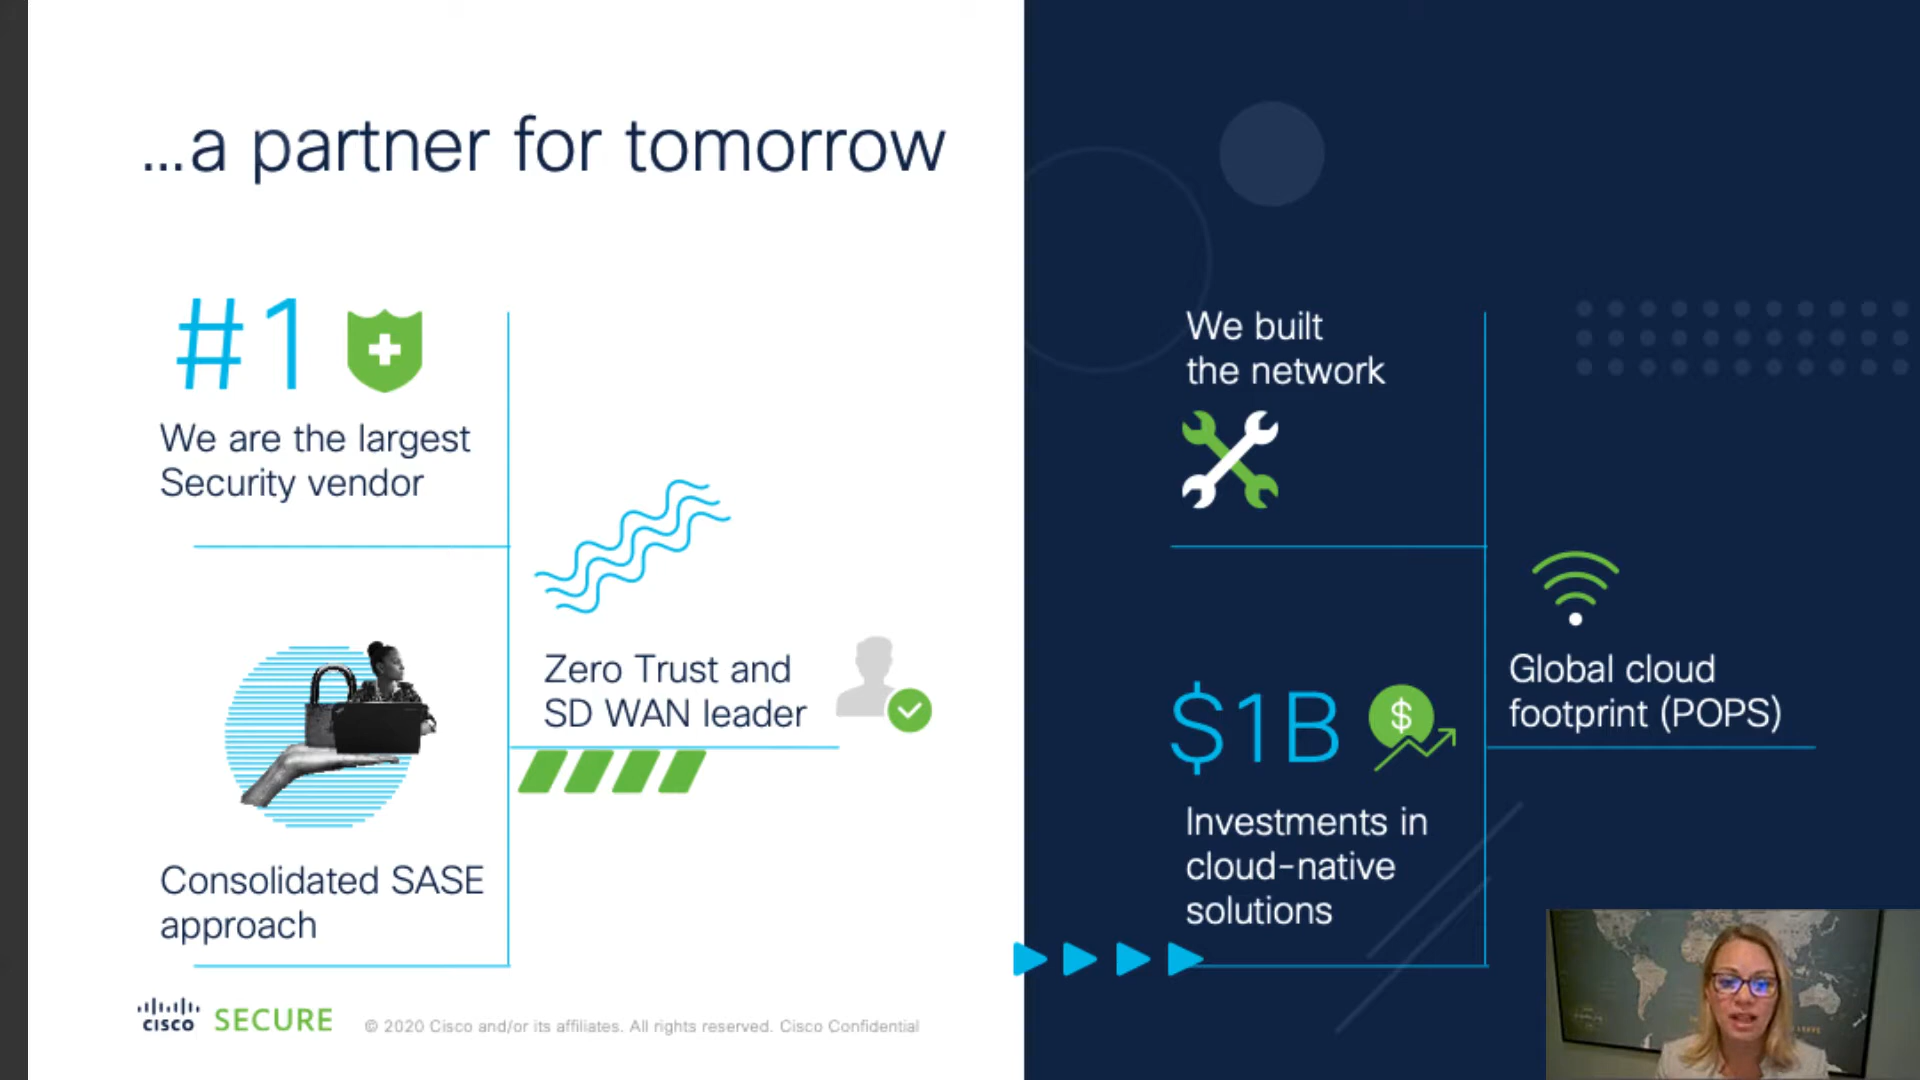 ...a partner for tomorrow
#1
We are the largest
Security vendor
Zero Trust and
SD WAN leader
Consolidated SASE
approach
We built
the network
Global cloud
footprint (POPS)
$1B
$
Investments in
cloud-native
solutions
CISCO SECURE
© 2020 Cisco and/or its affiliates. All rights reserved. Cisco Confidential